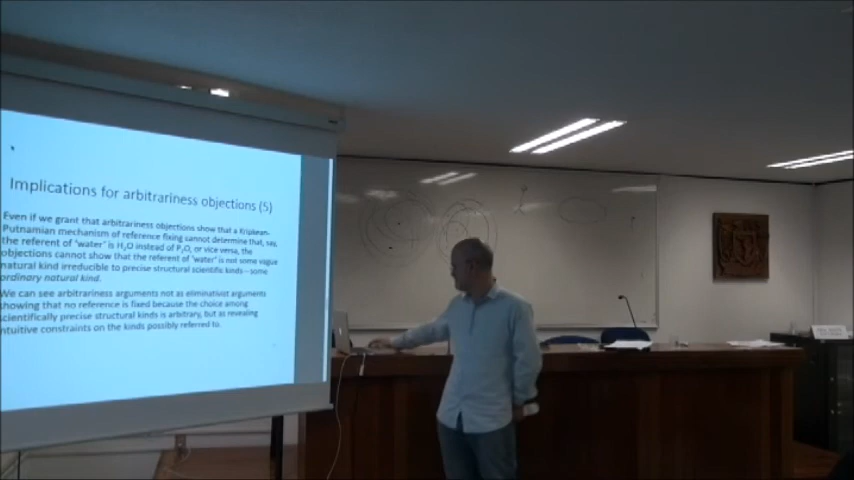 Implications for arbitrariness objections (5)
Even if we grant that arbitrariness objections show that a Kripkean-
Putnamian mechanism of reference fixing cannot determine that, say,
the referent of 'water' is H₂O instead of P₂O, or vice versa, the
objections cannot show that the referent of 'water' is not some vague
natural kind irreducible to precise structural scientific kinds – some
ordinary natural kind.
We can see arbitrariness arguments not as eliminativist arguments
showing that no reference is fixed because the choice among
scientifically precise structural kinds is arbitrary, but as revealing
intuitive constraints on the kinds possibly referred to.